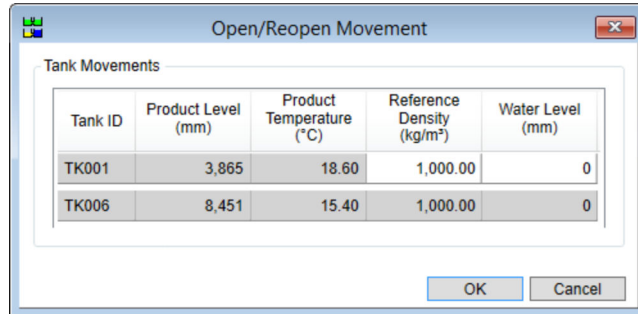 Open/Reopen Movement
Tank Movements
Tank ID Product Level (mm) Product Temperature (°C) Reference Density (kg/m³) Water Level (mm)
TK001 3,865 18.60 1,000.00 0
TK006 8,451 15.40 1,000.00 0
OK Cancel